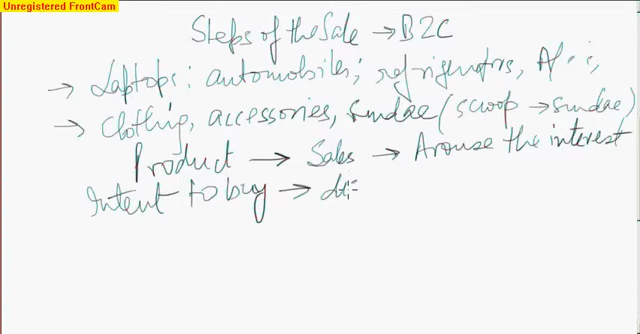 Unregistered FrontCam
Steps of the Sale → B2C
→ Laptops: automobiles; refrigerators, A/c's,
→ Clothing, accessories, sundae (scoop → sundae)
Product → Sales → Arouse the interest
Intent to buy →